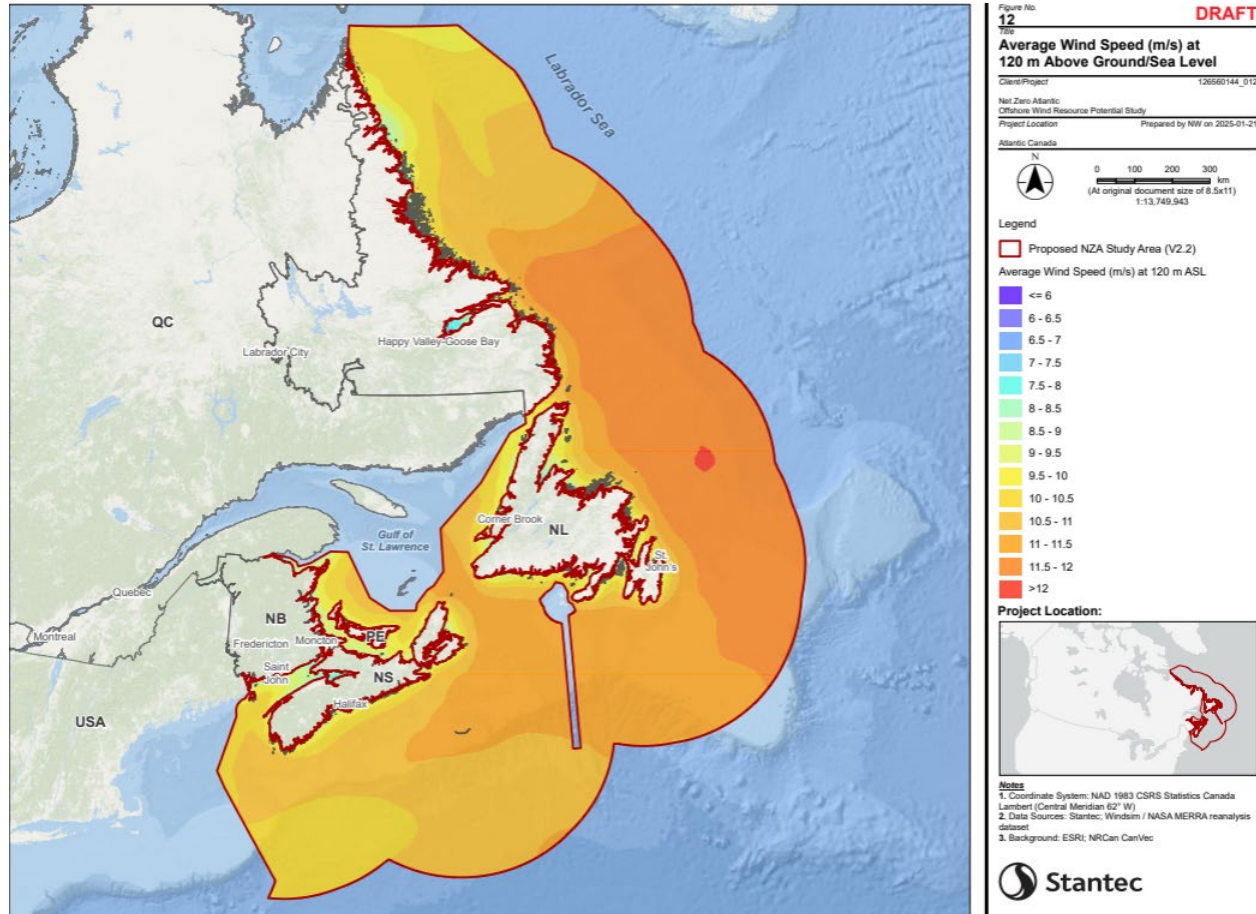 Labrador Sea
QC
Labrador City
Happy Valley-Goose Bay
Corner Brook
NL
St.
John's
Gulf of
St. Lawrence
Quebec
Montreal
NB
Fredericton
Moncton
PE
Saint
John
NS
Halifax
USA
Figure No.
12
DRAFT
Title
Average Wind Speed (m/s) at
120 m Above Ground/Sea Level
Client/Project
126560144_012
Net Zero Atlantic
Offshore Wind Resource Potential Study
Project Location
Prepared by NW on 2025-01-21
Atlantic Canada
N
0 100 200 300
km
(At original document size of 8.5x11)
1:13,749,943
Legend
Proposed NZA Study Area (V2.2)
Average Wind Speed (m/s) at 120 m ASL
<= 6
6 - 6.5
6.5 - 7
7 - 7.5
7.5 - 8
8 - 8.5
8.5 - 9
9 - 9.5
9.5 - 10
10 - 10.5
10.5 - 11
11 - 11.5
11.5 - 12
>12
Project Location:
Notes
1. Coordinate System: NAD 1983 CSRS Statistics Canada
Lambert (Central Meridian 62° W)
2. Data Sources: Stantec; Windsim / NASA MERRA reanalysis
dataset
3. Background: ESRI; NRCan CanVec
Stantec